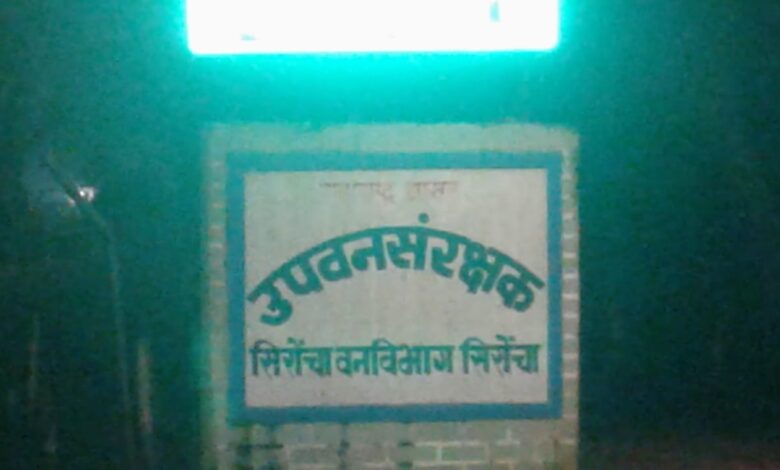 उपवनसंरक्षक
सिरोंचा वनविभाग सिरोंचा